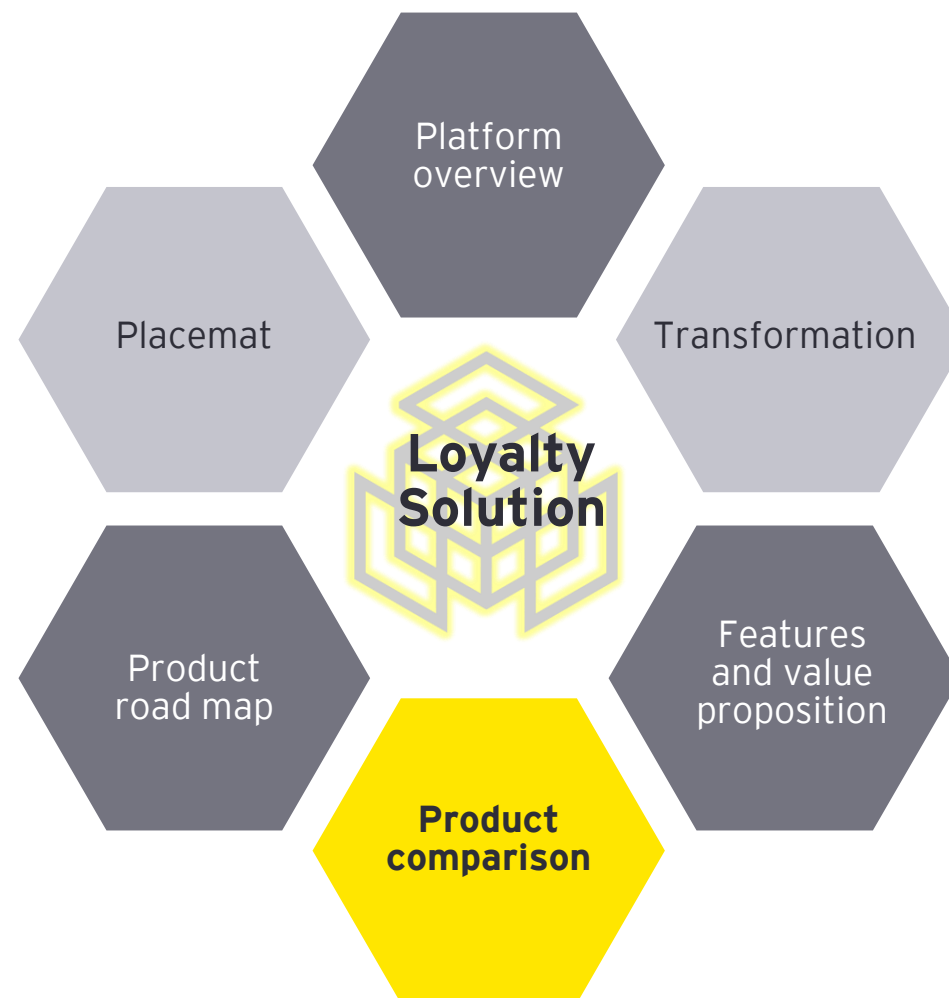 Platform
overview
Placemat
Transformation
Loyalty
Solution
Product
road map
Features
and value
proposition
Product
comparison